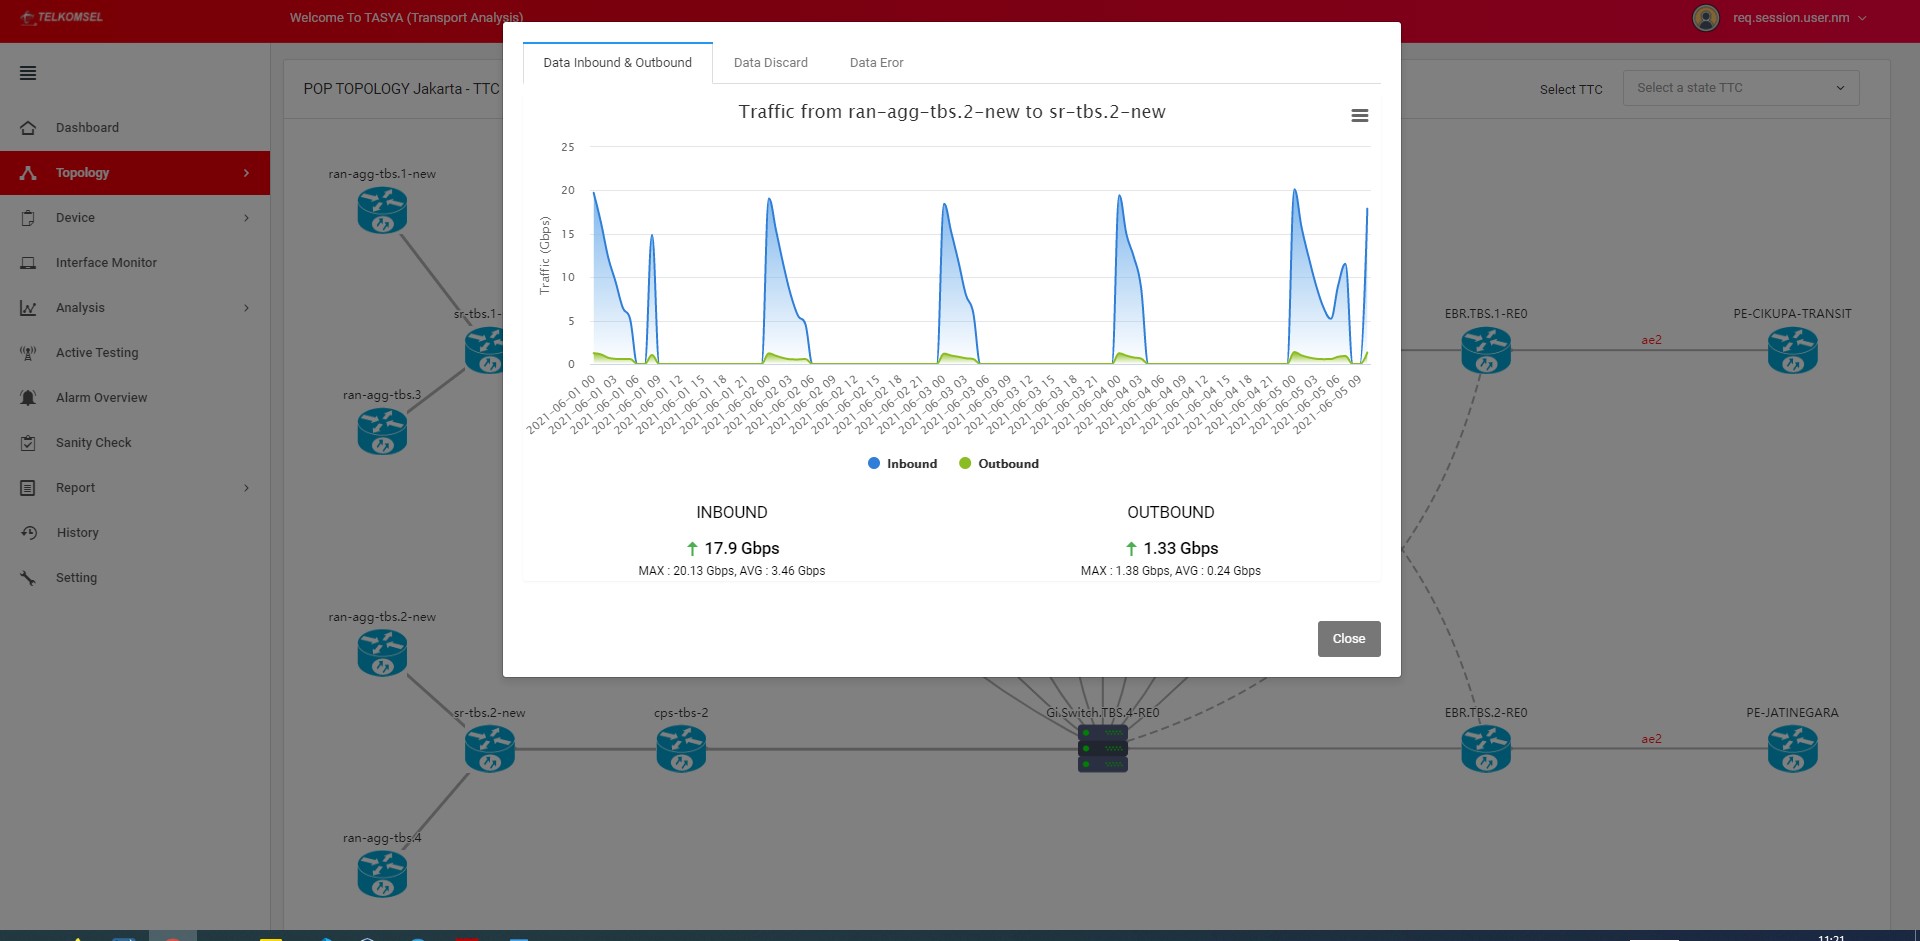 TELKOMSEL
Welcome To TASYA (Transport Analysis)
req.session.user.nm
Dashboard
Topology
Device
Interface Monitor
Analysis
Active Testing
Alarm Overview
Sanity Check
Report
History
Setting
POP TOPOLOGY Jakarta - TTC
Select TTC
Select a state TTC
Data Inbound & Outbound
Data Discard
Data Eror
Traffic from ran-agg-tbs.2-new to sr-tbs.2-new
Traffic (Gbps)
25
20
15
10
5
0
2021-06-01 00
2021-06-01 03
2021-06-01 06
2021-06-01 09
2021-06-01 12
2021-06-01 15
2021-06-01 18
2021-06-01 21
2021-06-02 00
2021-06-02 03
2021-06-02 06
2021-06-02 09
2021-06-02 12
2021-06-02 15
2021-06-02 18
2021-06-02 21
2021-06-03 00
2021-06-03 03
2021-06-03 06
2021-06-03 09
2021-06-03 12
2021-06-03 15
2021-06-03 18
2021-06-03 21
2021-06-04 00
2021-06-04 03
2021-06-04 06
2021-06-04 09
2021-06-04 12
2021-06-04 15
2021-06-04 18
2021-06-04 21
2021-06-05 00
2021-06-05 03
2021-06-05 06
2021-06-05 09
Inbound
Outbound
INBOUND
17.9 Gbps
MAX : 20.13 Gbps, AVG : 3.46 Gbps
OUTBOUND
1.33 Gbps
MAX : 1.38 Gbps, AVG : 0.24 Gbps
Close
ran-agg-tbs.1-new
sr-tbs.1-
ran-agg-tbs.3
EBR.TBS.1-RE0
ae2
PE-CIKUPA-TRANSIT
ran-agg-tbs.2-new
sr-tbs.2-new
cps-tbs-2
Gi.Switch.TBS.4-RE0
EBR.TBS.2-RE0
ae2
PE-JATINEGARA
ran-agg-tbs.4
11:21